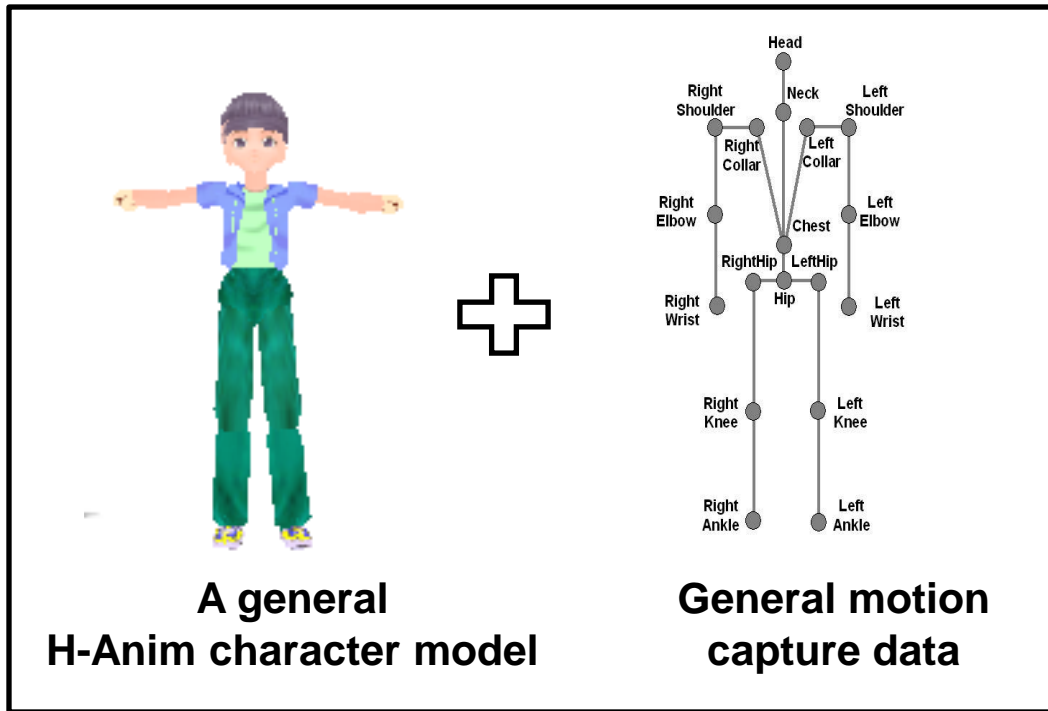 Head
Neck
Right
Shoulder
Left
Shoulder
Right
Collar
Left
Collar
Right
Elbow
Left
Elbow
Chest
RightHip
LeftHip
Hip
Right
Wrist
Left
Wrist
Right
Knee
Left
Knee
Right
Ankle
Left
Ankle
A general
H-Anim character model
General motion
capture data